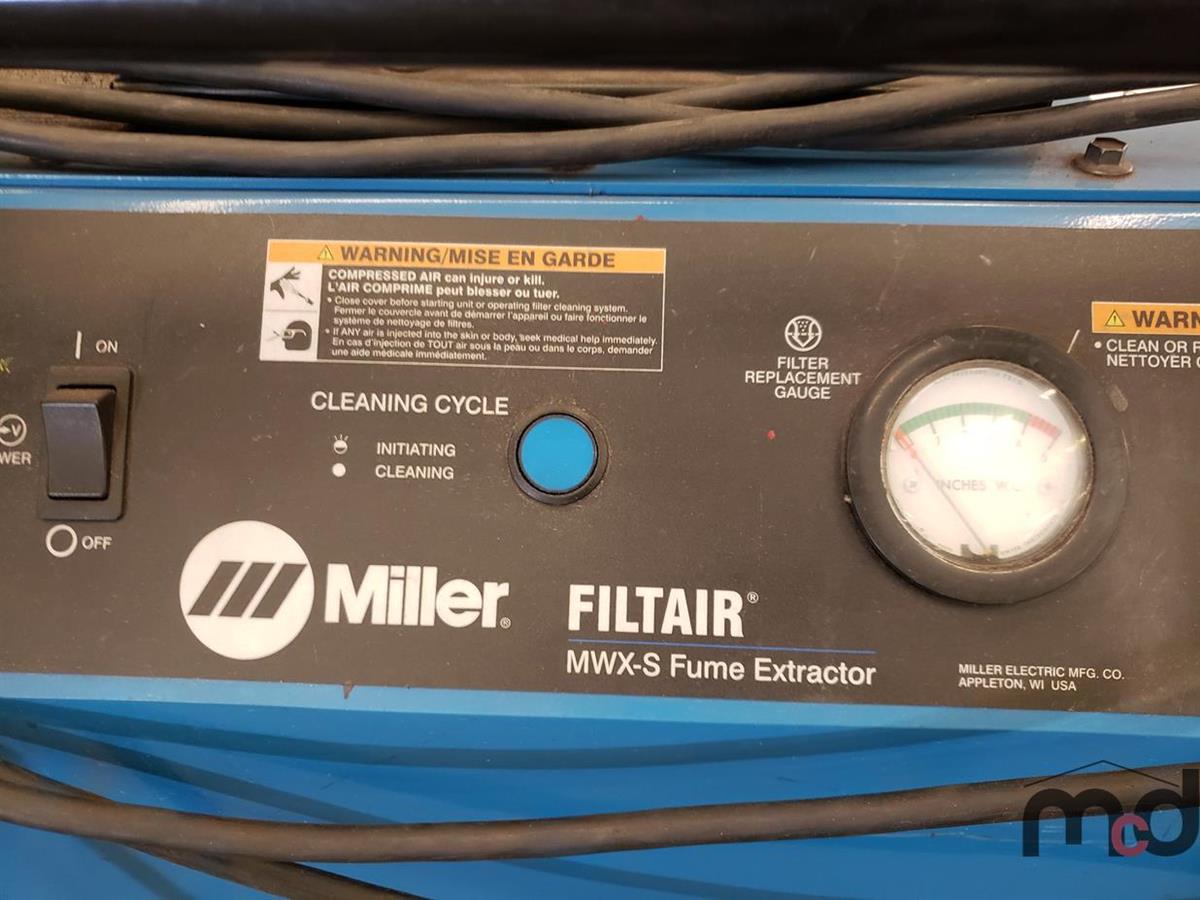 WARNING/MISE EN GARDE
COMPRESSED AIR can injure or kill.
L'AIR COMPRIME peut blesser ou tuer.
• Close cover before starting unit or operating filter cleaning system.
Fermer le couvercle avant de démarrer l'appareil ou faire fonctionner le
système de nettoyage de filtres.
• If ANY air is injected into the skin or body, seek medical help immediately.
En cas d'injection de TOUT air sous la peau ou dans le corps, demander
une aide médicale immédiatement.
ON
WER
OFF
CLEANING CYCLE
INITIATING
CLEANING
FILTER
REPLACEMENT
GAUGE
INCHES W.
WARN
• CLEAN OR
NETTOYER
Miller®
FILTAIR®
MWX-S Fume Extractor
MILLER ELECTRIC MFG. CO.
APPLETON, WI USA
mcd